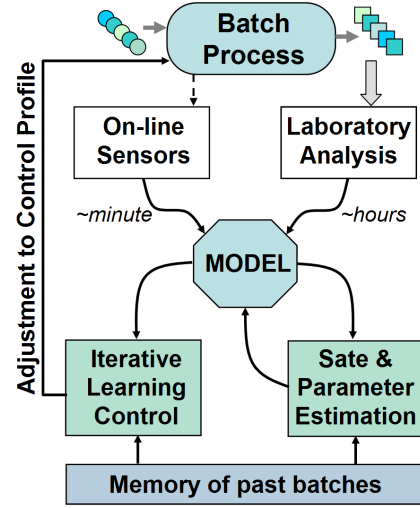 Batch
Process
Adjustment to Control Profile
On-line
Sensors
Laboratory
Analysis
~minute
~hours
MODEL
Iterative
Learning
Control
Sate &
Parameter
Estimation
Memory of past batches